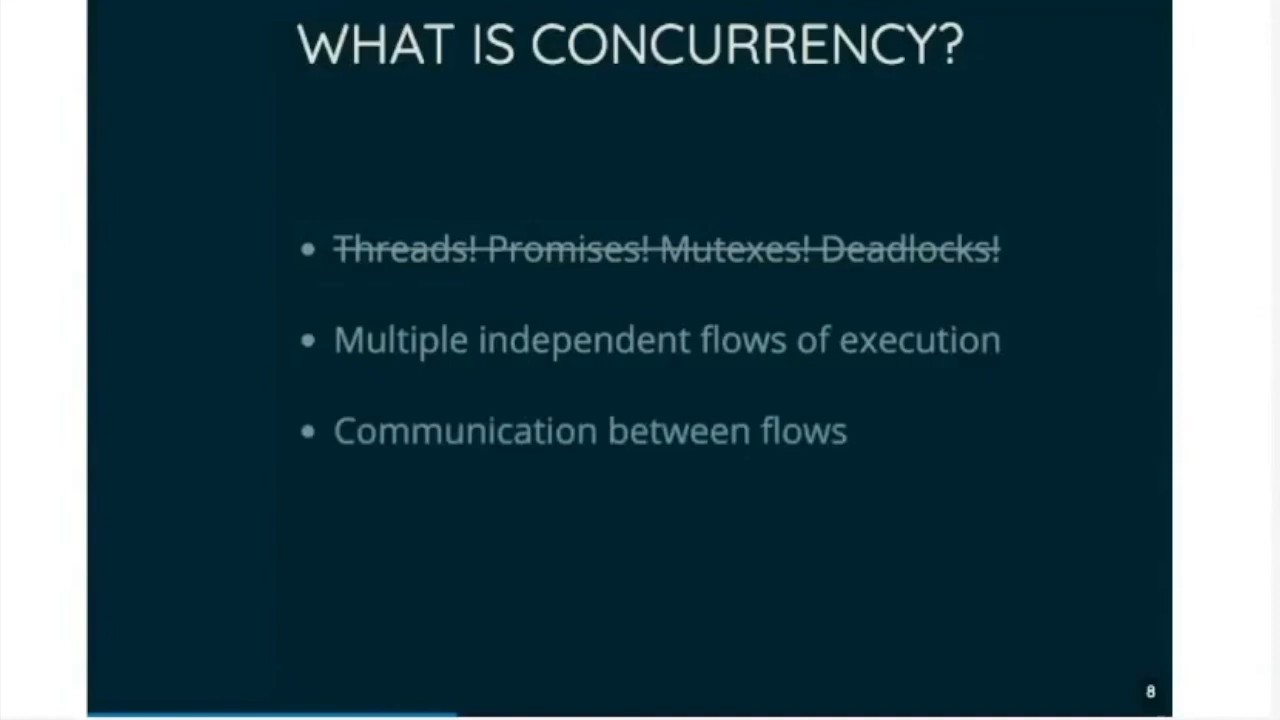 WHAT IS CONCURRENCY?
Threads! Promises! Mutexes! Deadlocks!
Multiple independent flows of execution
Communication between flows
8